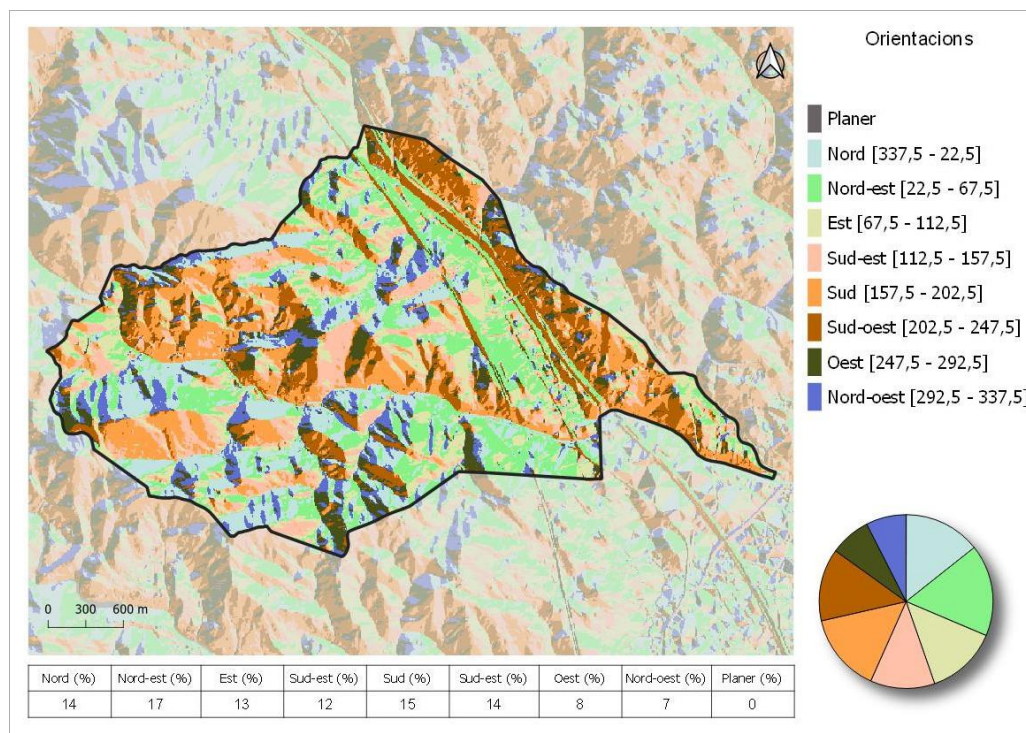 Orientacions
Planer
Nord [337,5 - 22,5]
Nord-est [22,5 - 67,5]
Est [67,5 - 112,5]
Sud-est [112,5 - 157,5]
Sud [157,5 - 202,5]
Sud-oest [202,5 - 247,5]
Oest [247,5 - 292,5]
Nord-oest [292,5 - 337,5]
0 300 600 m
Nord (%) Nord-est (%) Est (%) Sud-est (%) Sud (%) Sud-est (%) Oest (%) Nord-oest (%) Planer (%)
14 17 13 12 15 14 8 7 0